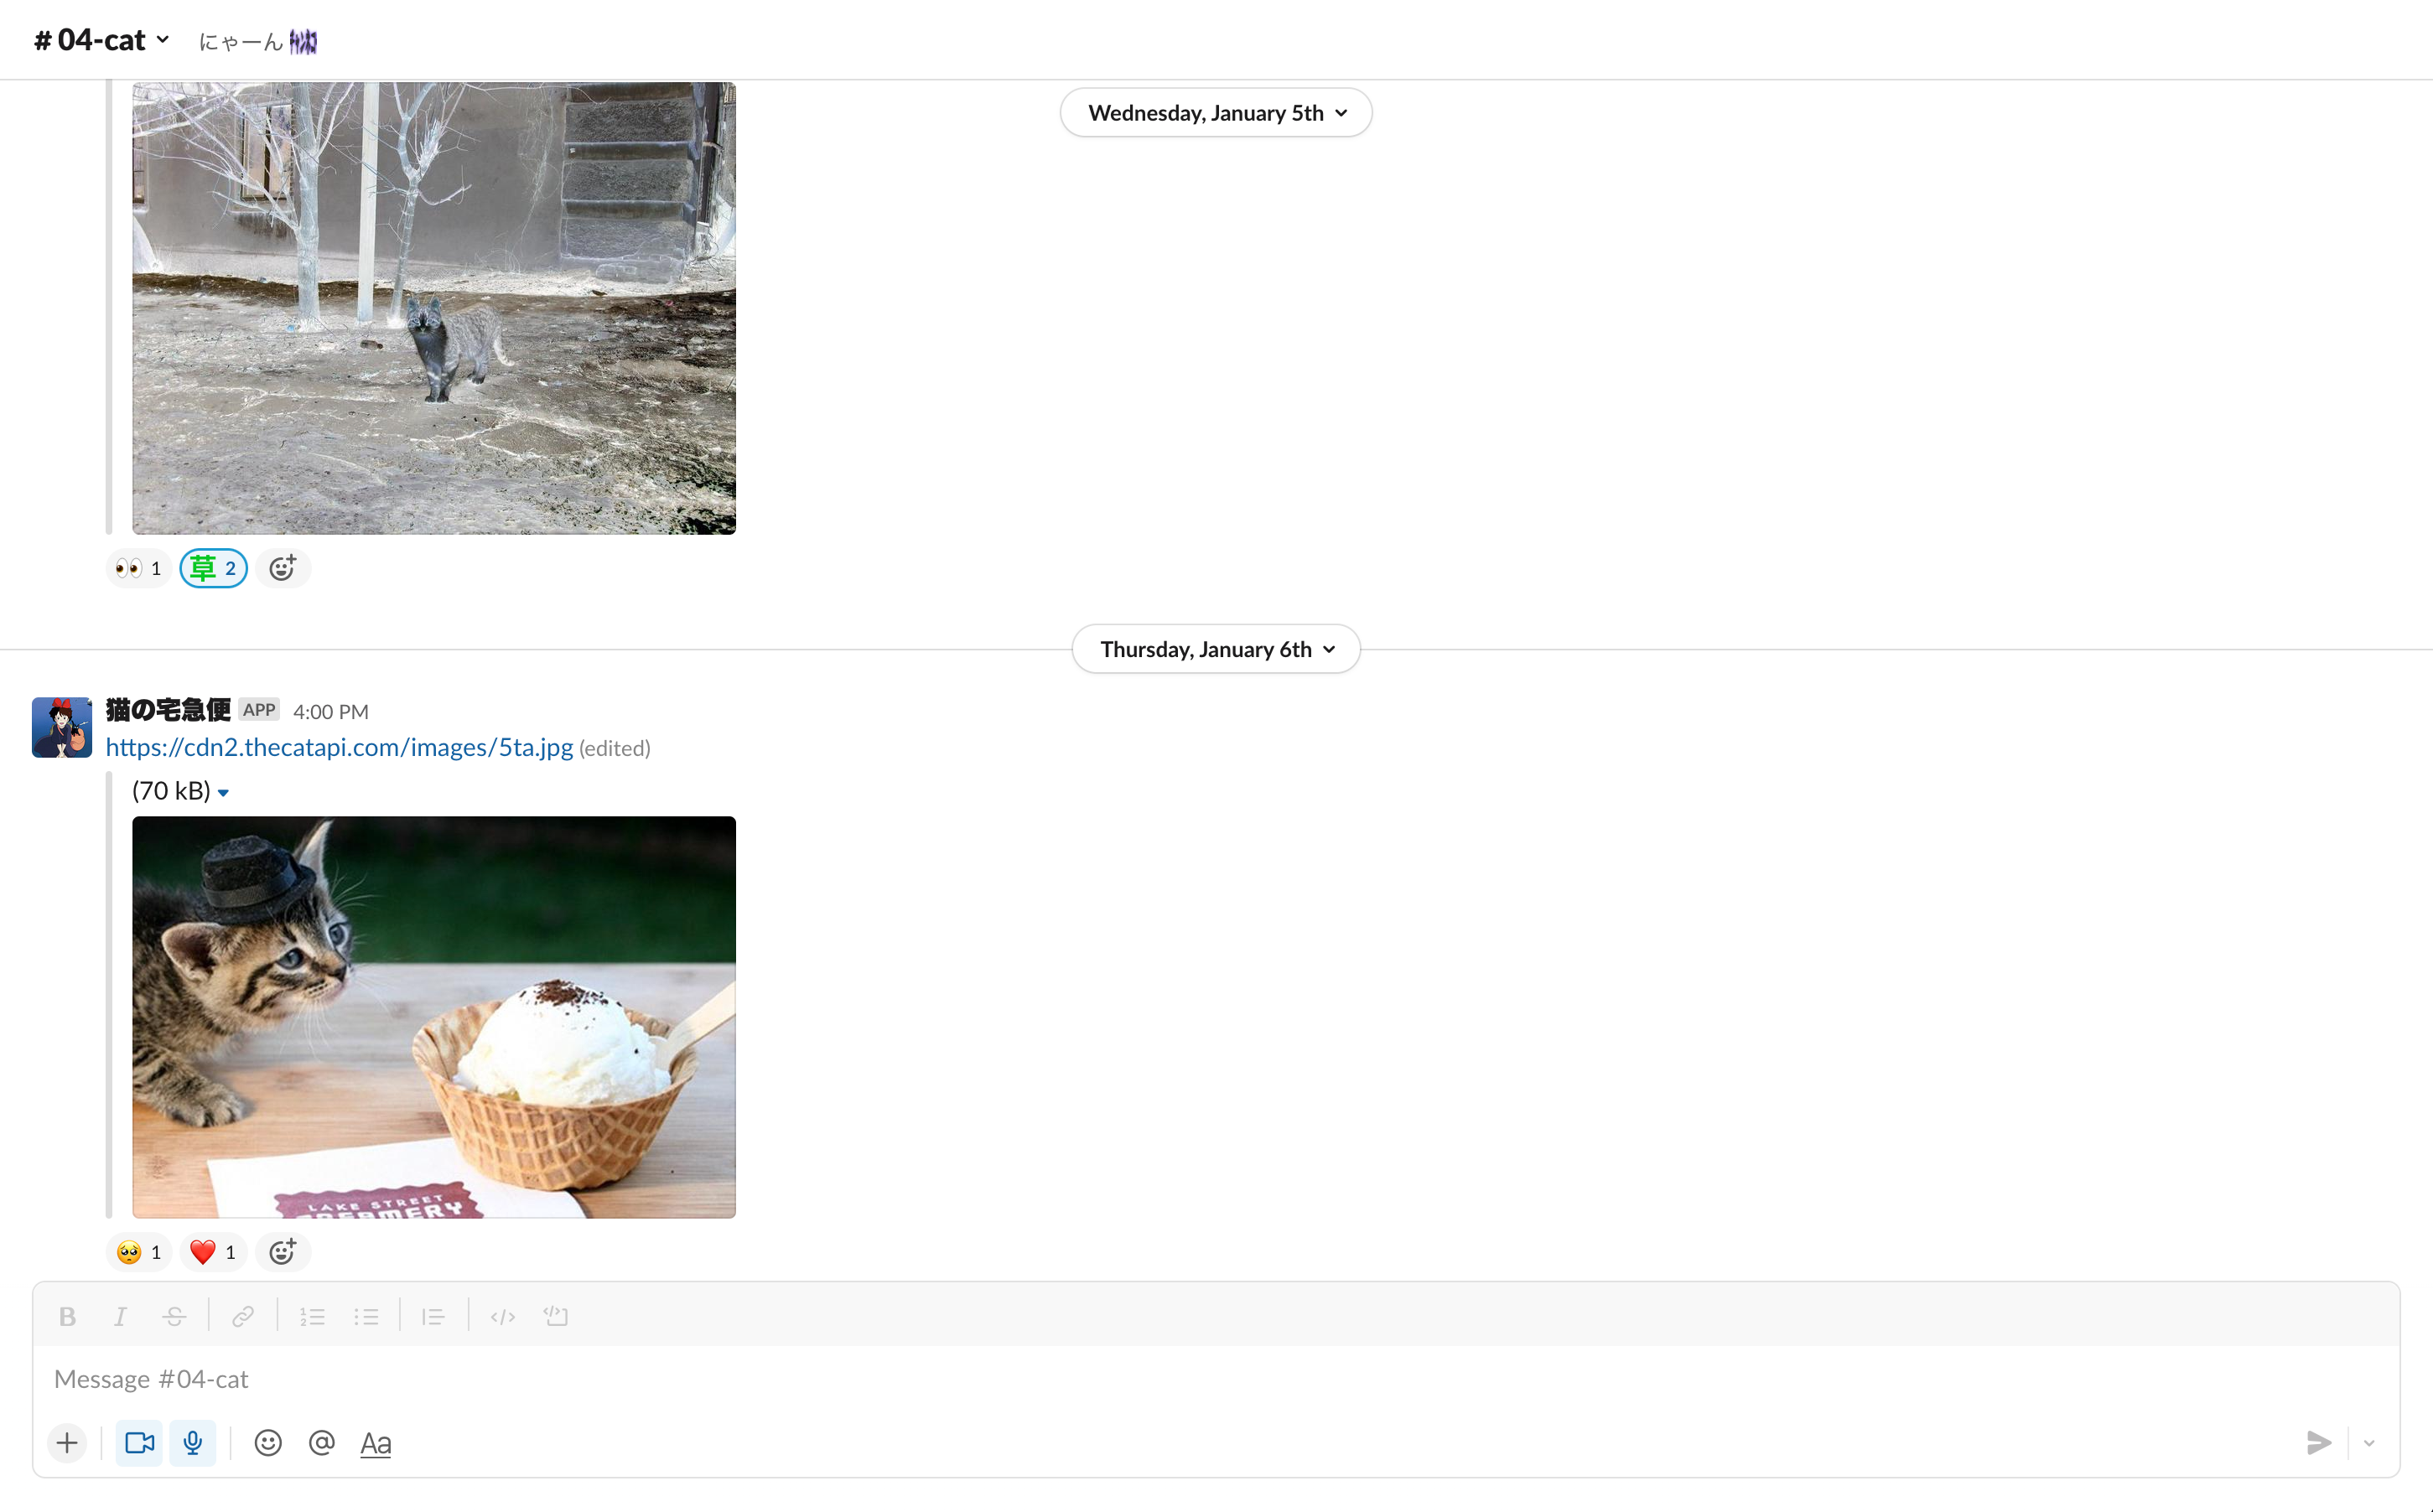 # 04-cat にゃーん
Wednesday, January 5th
1 草 2
Thursday, January 6th
猫の宅急便 APP 4:00 PM
https://cdn2.thecatapi.com/images/5ta.jpg (edited)
(70 kB)
LAKE STREET
CREAMERY
1 ❤️ 1
B I S
Message #04-cat
@ Aa